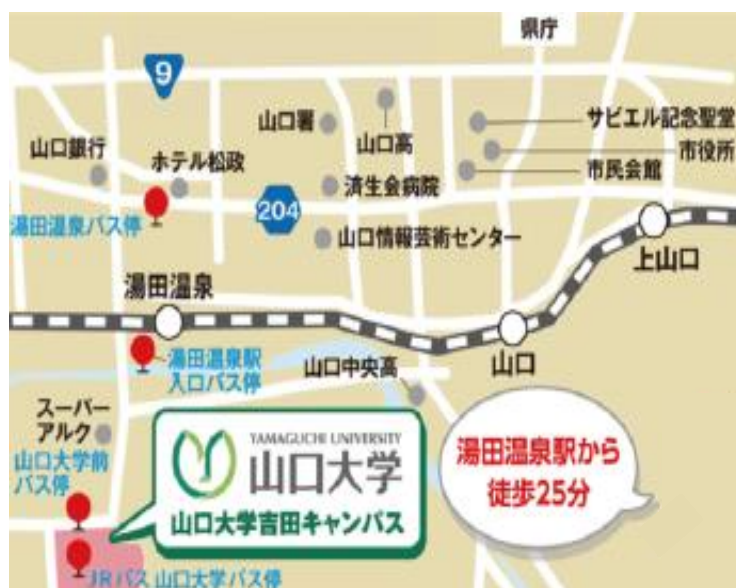 県庁
9
山口署
山口高
サビエル記念聖堂
山口銀行
ホテル松政
市役所
済生会病院
市民会館
湯田温泉バス停
204
山口情報芸術センター
上山口
湯田温泉
湯田温泉駅
入口バス停
山口中央高
山口
スーパー
アルク
山口大学前
バス停
YAMAGUCHI UNIVERSITY
山口大学
山口大学吉田キャンパス
湯田温泉駅から
徒歩25分
JRバス 山口大学バス停